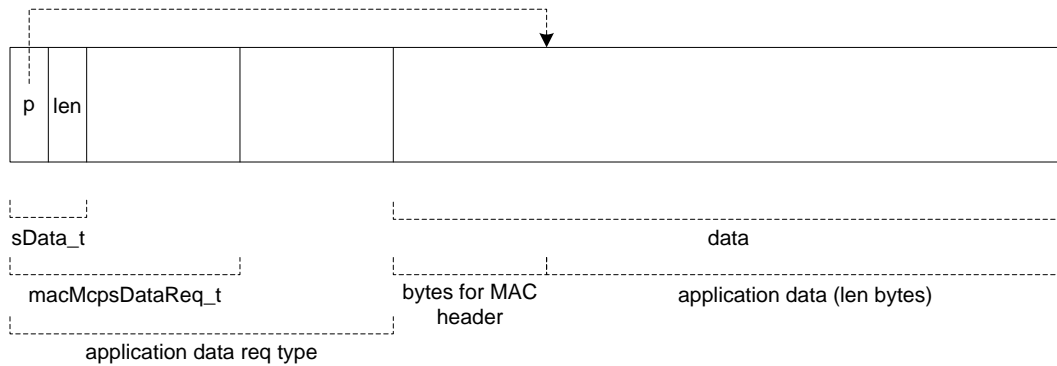 p
len
sData_t
data
macMcpsDataReq_t
bytes for MAC
header
application data (len bytes)
application data req type